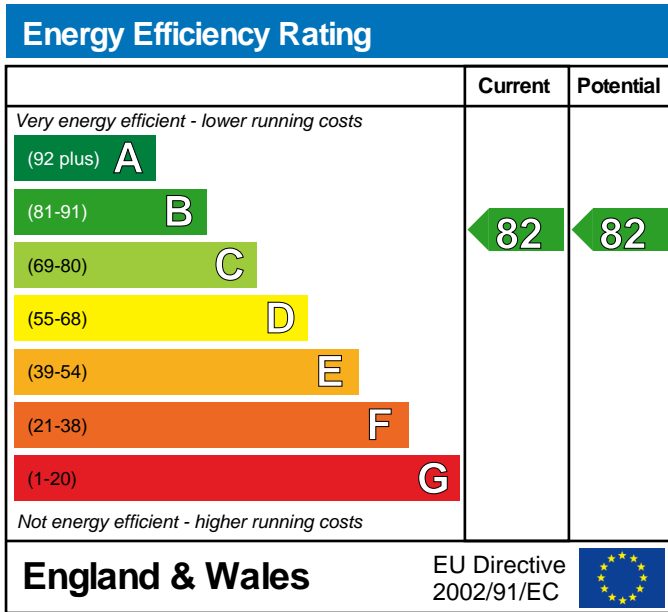 Energy Efficiency Rating
Current Potential
Very energy efficient - lower running costs
(92 plus) A
(81-91) B
82 82
(69-80) C
(55-68) D
(39-54) E
(21-38) F
(1-20) G
Not energy efficient - higher running costs
England & Wales
EU Directive
2002/91/EC